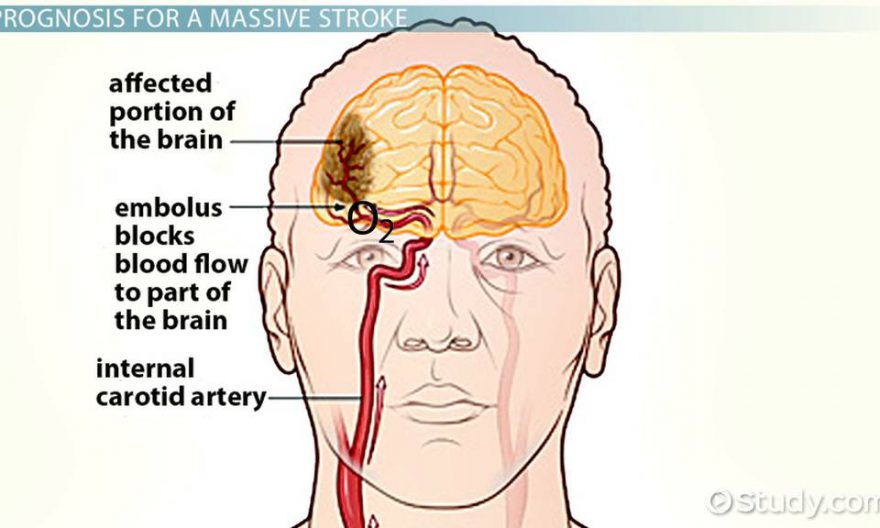 PROGNOSIS FOR A MASSIVE STROKE
affected
portion of
the brain
embolus
blocks
blood flow
to part of
the brain
O2
internal
carotid artery
Study.com